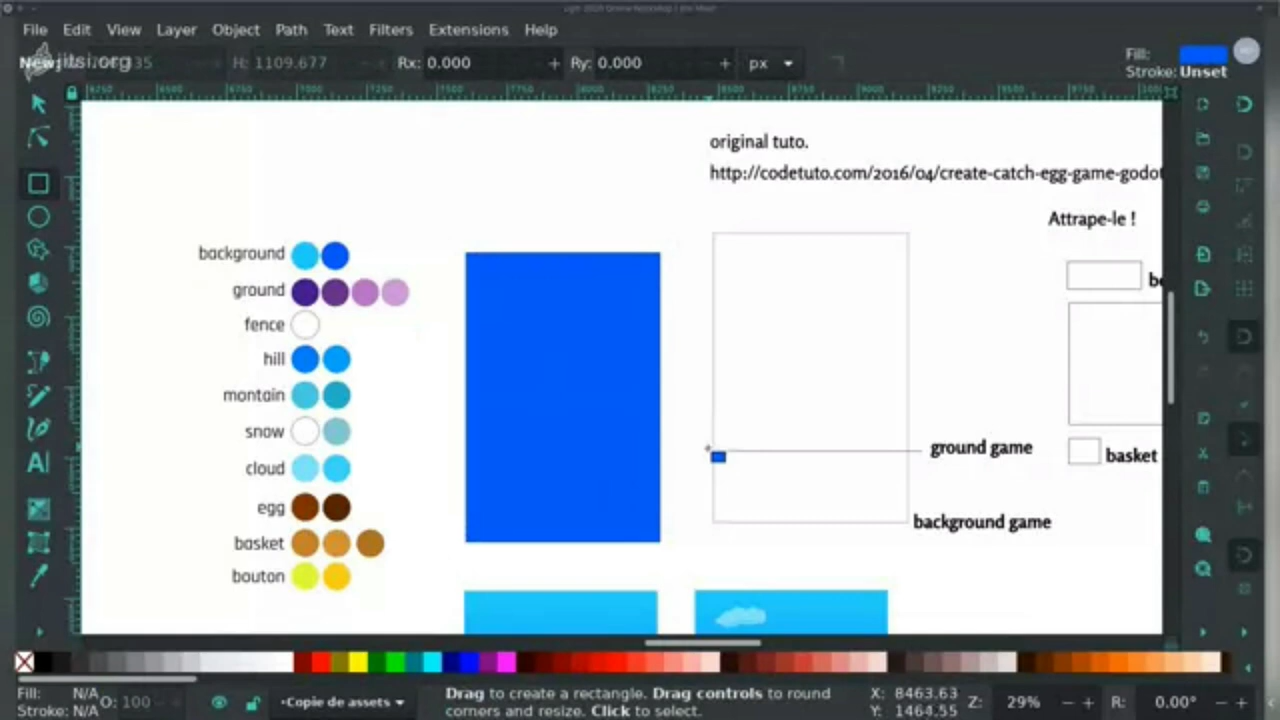 File Edit View Layer Object Path Text Filters Extensions Help
jitsi.org
New:
H: 1109.677
Rx: 0.000
Ry: 0.000
px
Fill:
Stroke: Unset
original tuto.
http://codetuto.com/2016/04/create-catch-egg-game-godot
Attrape-le !
background
ground
fence
hill
montain
snow
cloud
egg
basket
bouton
ground game
basket
background game
Fill: N/A
Stroke: N/A
O: 100
•Copie de assets
Drag to create a rectangle. Drag controls to round
corners and resize. Click to select.
X: 8463.63
Y: 1464.55
Z: 29%
R: 0.00°